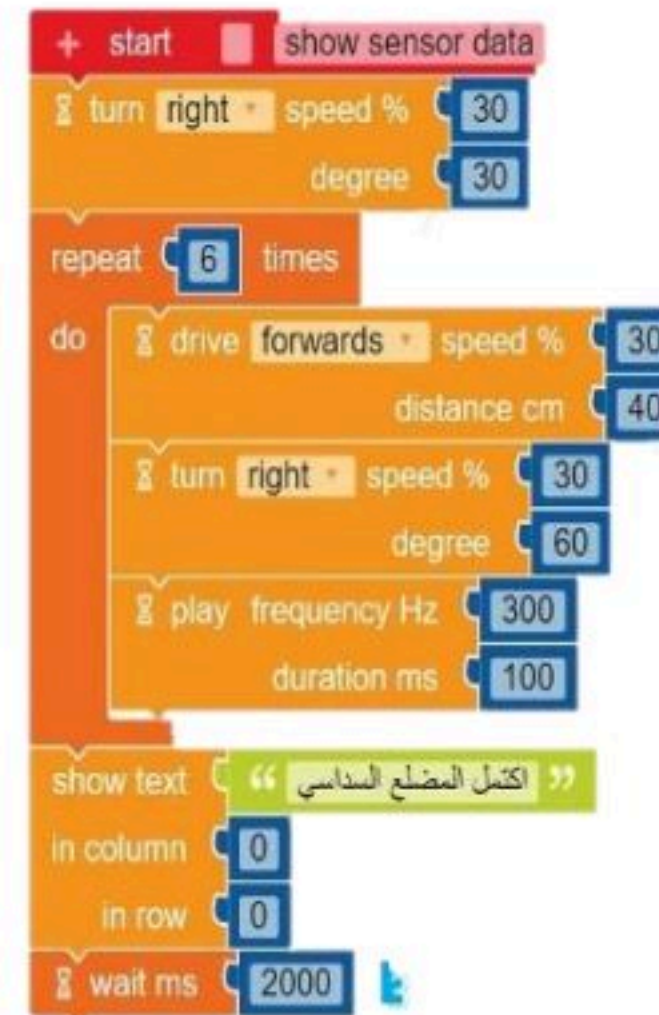 + start show sensor data
turn right speed % 30
degree 30
repeat 6 times
do drive forwards speed % 30
distance cm 40
turn right speed % 30
degree 60
play frequency Hz 300
duration ms 100
show text “ اكتمل المضلع السداسي ”
in column 0
in row 0
wait ms 2000